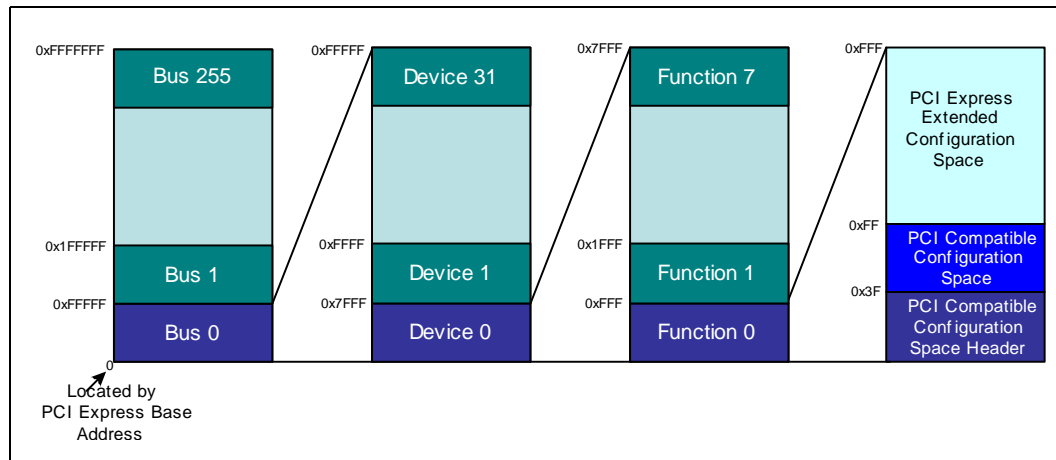 0xFFFFFFF
Bus 255
0x1FFFFF
Bus 1
0xFFFFF
Bus 0
0
Located by
PCI Express Base
Address
0xFFFFF
Device 31
0xFFFF
Device 1
0x7FFF
Device 0
0x7FFF
Function 7
0x1FFF
Function 1
0xFFF
Function 0
0xFFF
PCI Express
Extended
Configuration
Space
0xFF
PCI Compatible
Configuration
Space
0x3F
PCI Compatible
Configuration
Space Header